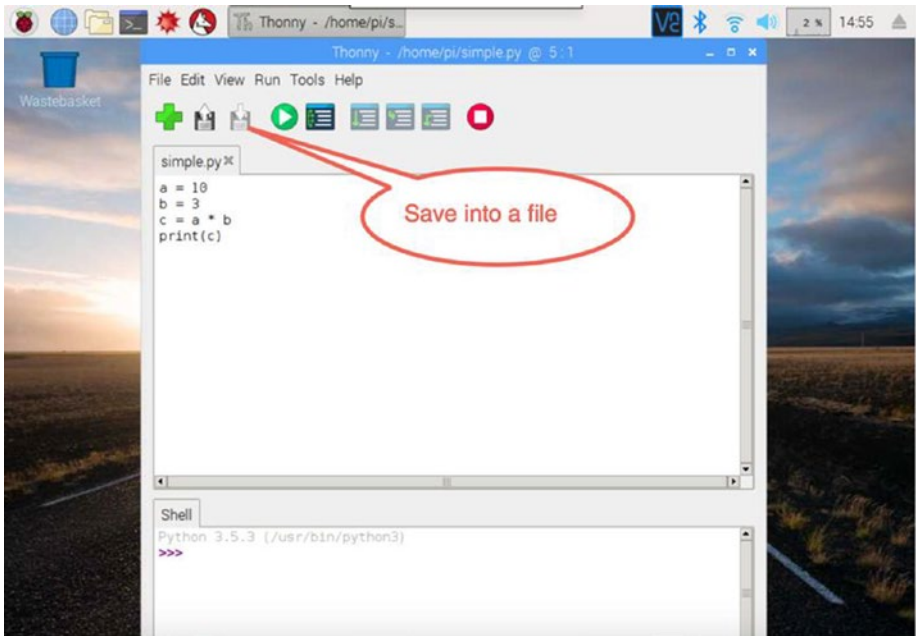 Thonny - /home/pi/s...
2 %
14:55
Wastebasket
Thonny - /home/pi/simple.py @ 5:1
File Edit View Run Tools Help
simple.py
a = 10
b = 3
c = a * b
print(c)
Save into a file
Shell
Python 3.5.3 (/usr/bin/python3)
>>>